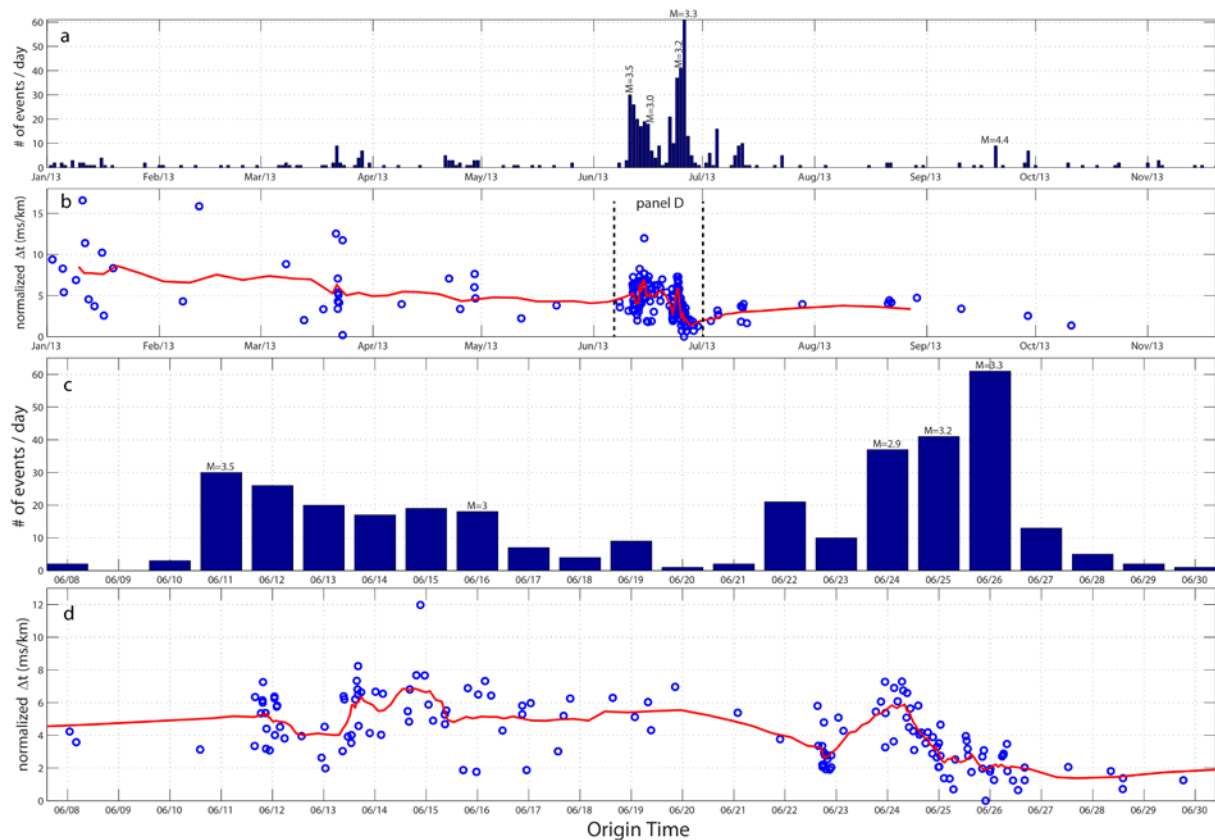 M=3.3
60
a
M=3.2
50
40
M=3.5
30
M=3.0
20
M=4.4
10
0
# of events / day
Jan/13 Feb/13 Mar/13 Apr/13 May/13 Jun/13 Jul/13 Aug/13 Sep/13 Oct/13 Nov/13
b
panel D
15
10
5
0
normalized Δt (ms/km)
Jan/13 Feb/13 Mar/13 Apr/13 May/13 Jun/13 Jul/13 Aug/13 Sep/13 Oct/13 Nov/13
c
M=3.3
60
50
M=3.2
40
M=2.9
M=3.5
30
20
M=3
10
0
# of events / day
06/08 06/09 06/10 06/11 06/12 06/13 06/14 06/15 06/16 06/17 06/18 06/19 06/20 06/21 06/22 06/23 06/24 06/25 06/26 06/27 06/28 06/29 06/30
d
12
10
8
6
4
2
0
normalized Δt (ms/km)
06/08 06/09 06/10 06/11 06/12 06/13 06/14 06/15 06/16 06/17 06/18 06/19 06/20 06/21 06/22 06/23 06/24 06/25 06/26 06/27 06/28 06/29 06/30
Origin Time